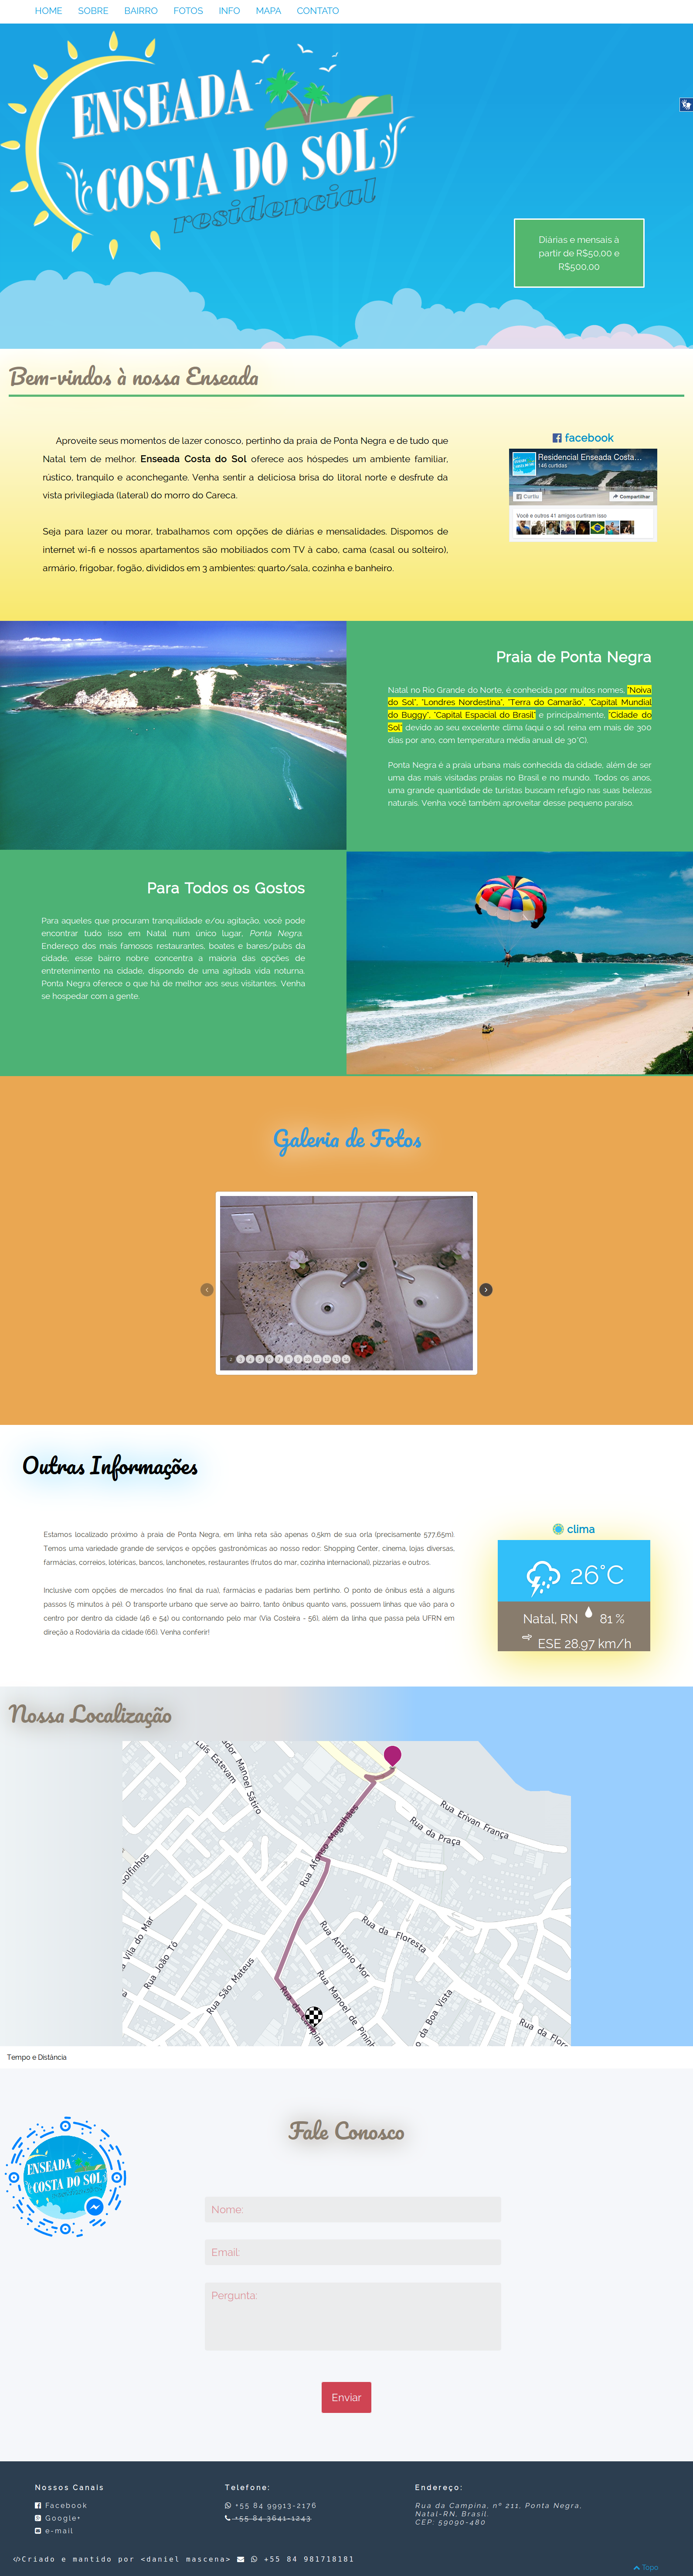 HOME SOBRE BAIRRO FOTOS INFO MAPA CONTATO
ENSEADA
COSTA DO SOL
residencial
Diárias e mensais à
partir de R$50,00 e
R$500,00
Bem-vindos à nossa Enseada
Aproveite seus momentos de lazer conosco, pertinho da praia de Ponta Negra e de tudo que
Natal tem de melhor. Enseada Costa do Sol oferece aos hóspedes um ambiente familiar,
rústico, tranquilo e aconchegante. Venha sentir a deliciosa brisa do litoral norte e desfrute da
vista privilegiada (lateral) do morro do Careca.
Seja para lazer ou morar, trabalhamos com opções de diárias e mensalidades. Dispomos de
internet wi-fi e nossos apartamentos são mobiliados com TV à cabo, cama (casal ou solteiro),
armário, frigobar, fogão, divididos em 3 ambientes: quarto/sala, cozinha e banheiro.
facebook
Residencial Enseada Costa...
146 curtidas
Curtiu Compartilhar
Você e outros 41 amigos curtiram isso
Praia de Ponta Negra
Natal no Rio Grande do Norte, é conhecida por muitos nomes, "Noiva
do Sol", "Londres Nordestina", "Terra do Camarão", "Capital Mundial
do Buggy", "Capital Espacial do Brasil" e principalmente, "Cidade do
Sol" devido ao seu excelente clima (aqui o sol reina em mais de 300
dias por ano, com temperatura média anual de 30°C).
Ponta Negra é a praia urbana mais conhecida da cidade, além de ser
uma das mais visitadas praias no Brasil e no mundo. Todos os anos,
uma grande quantidade de turistas buscam refúgio nas suas belezas
naturais. Venha você também aproveitar desse pequeno paraíso.
Para Todos os Gostos
Para aqueles que procuram tranquilidade e/ou agitação, você pode
encontrar tudo isso em Natal num único lugar, Ponta Negra.
Endereço dos mais famosos restaurantes, boates e bares/pubs da
cidade, esse bairro nobre concentra a maioria das opções de
entretenimento na cidade, dispondo de uma agitada vida noturna.
Ponta Negra oferece o que há de melhor aos seus visitantes. Venha
se hospedar com a gente.
Galeria de Fotos
2 3 4 5 6 7 8 9 10 11 12 13 14
Outras Informações
Estamos localizado próximo à praia de Ponta Negra, em linha reta são apenas 0,5km de sua orla (precisamente 577,65m).
Temos uma variedade grande de serviços e opções gastronômicas ao nosso redor: Shopping Center, cinema, lojas diversas,
farmácias, correios, lotéricas, bancos, lanchonetes, restaurantes (frutos do mar, cozinha internacional), pizzarias e outros.
Inclusive com opções de mercados (no final da rua), farmácias e padarias bem pertinho. O ponto de ônibus está a alguns
passos (5 minutos à pé). O transporte urbano que serve ao bairro, tanto ônibus quanto vans, possuem linhas que vão para o
centro por dentro da cidade (46 e 54) ou contornando pelo mar (Via Costeira - 56), além da linha que passa pela UFRN em
direção a Rodoviária da cidade (66). Venha conferir!
clima
26°C
Natal, RN 81 %
ESE 28.97 km/h
Nossa Localização
Luís Estevam
ador Manoel Sátiro
Rua Erivan França
Rua da Praça
Rua Afonso Magalhães
olfinhos
a Vila do Mar
Rua João Tó
Rua São Mateus
Rua da Floresta
Rua Antônio Mor
Rua Manoel de Pininh
Rua da Campina
o da Boa Vista
Rua da Flore
Tempo e Distância
Fale Conosco
ENSEADA
COSTA DO SOL
Nome:
Email:
Pergunta:
Enviar
Nossos Canais
Facebook
Google+
e-mail
Telefone:
+55 84 99913-2176
+55 84 3641-1243
Endereço:
Rua da Campina, nº 211, Ponta Negra,
Natal-RN, Brasil.
CEP: 59090-480
</>Criado e mantido por <daniel mascena> +55 84 981718181
Topo